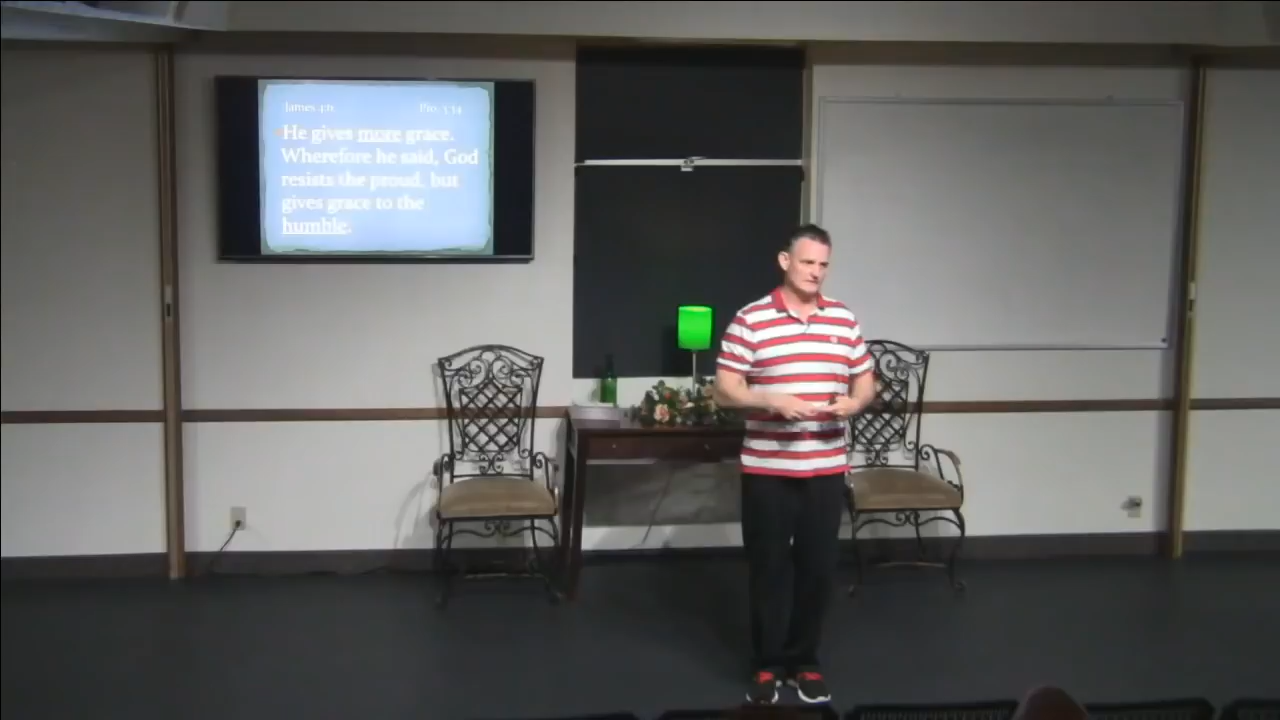 James 4:6 Pro. 3:34
He gives more grace.
Wherefore he said, God
resists the proud, but
gives grace to the
humble.